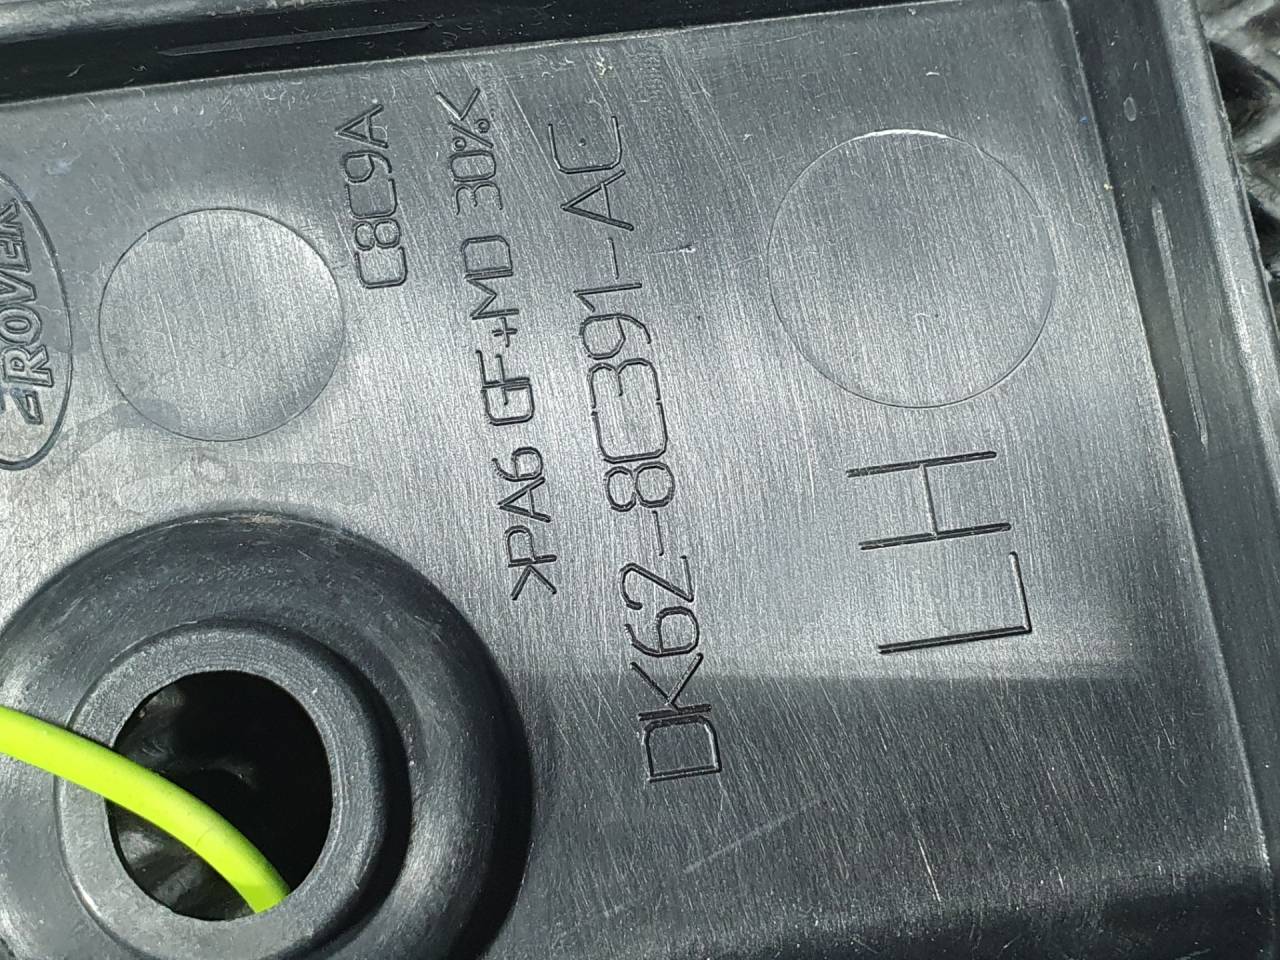 ROVER
C8C9A
>PA6 GF+MD 30%<
DK62-8C391-AC
LH